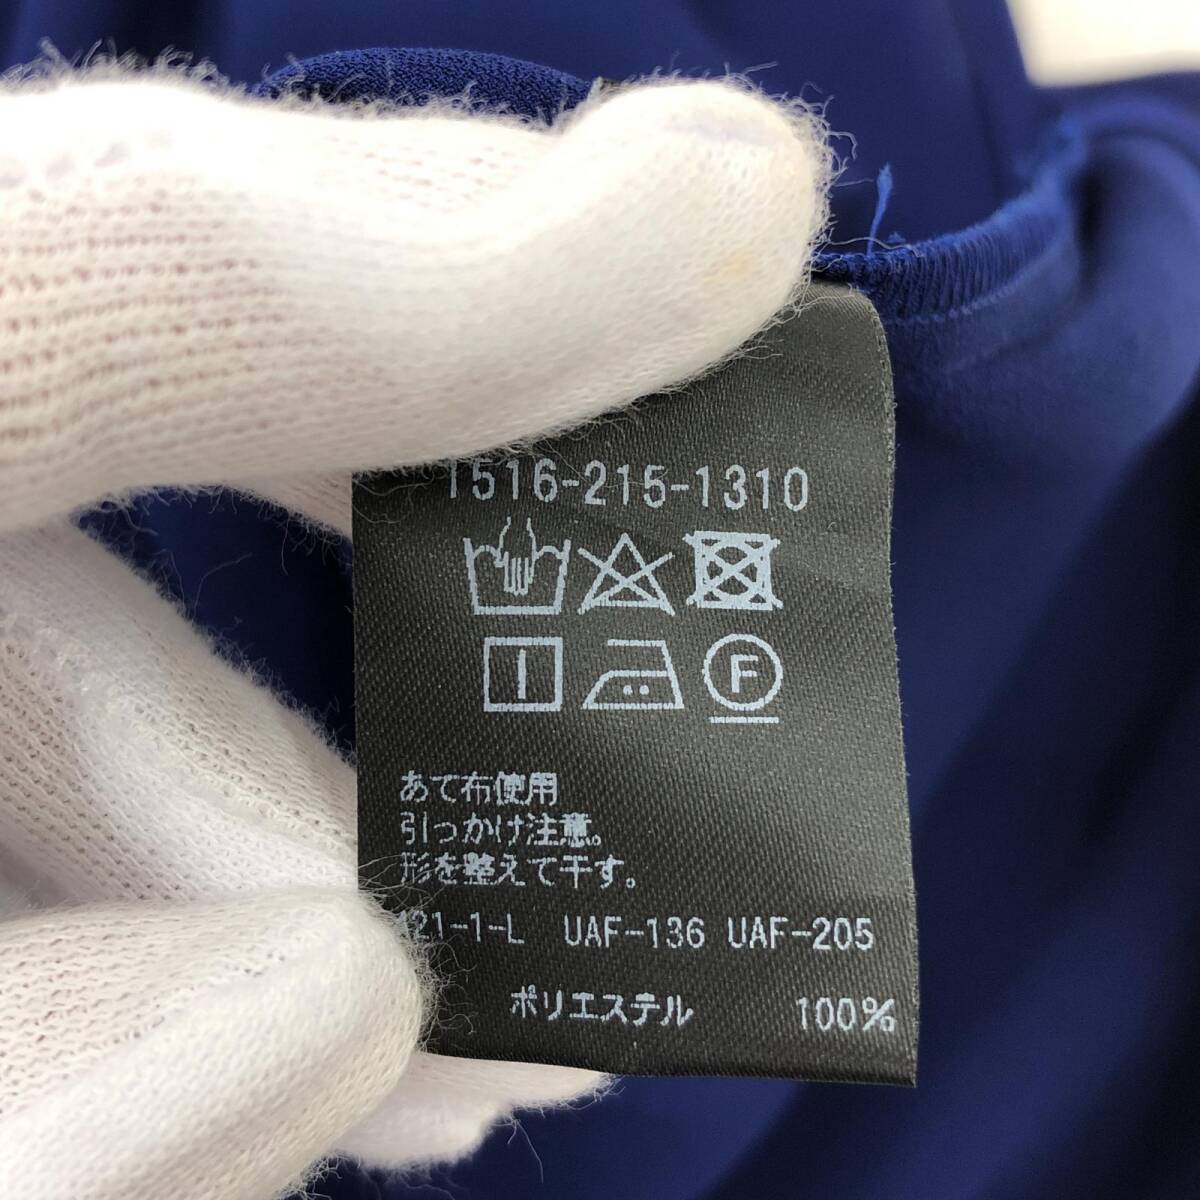 1516-215-1310
F
あて布使用
引っかけ注意。
形を整えて干す。
121-1-L UAF-136 UAF-205
ポリエステル 100%